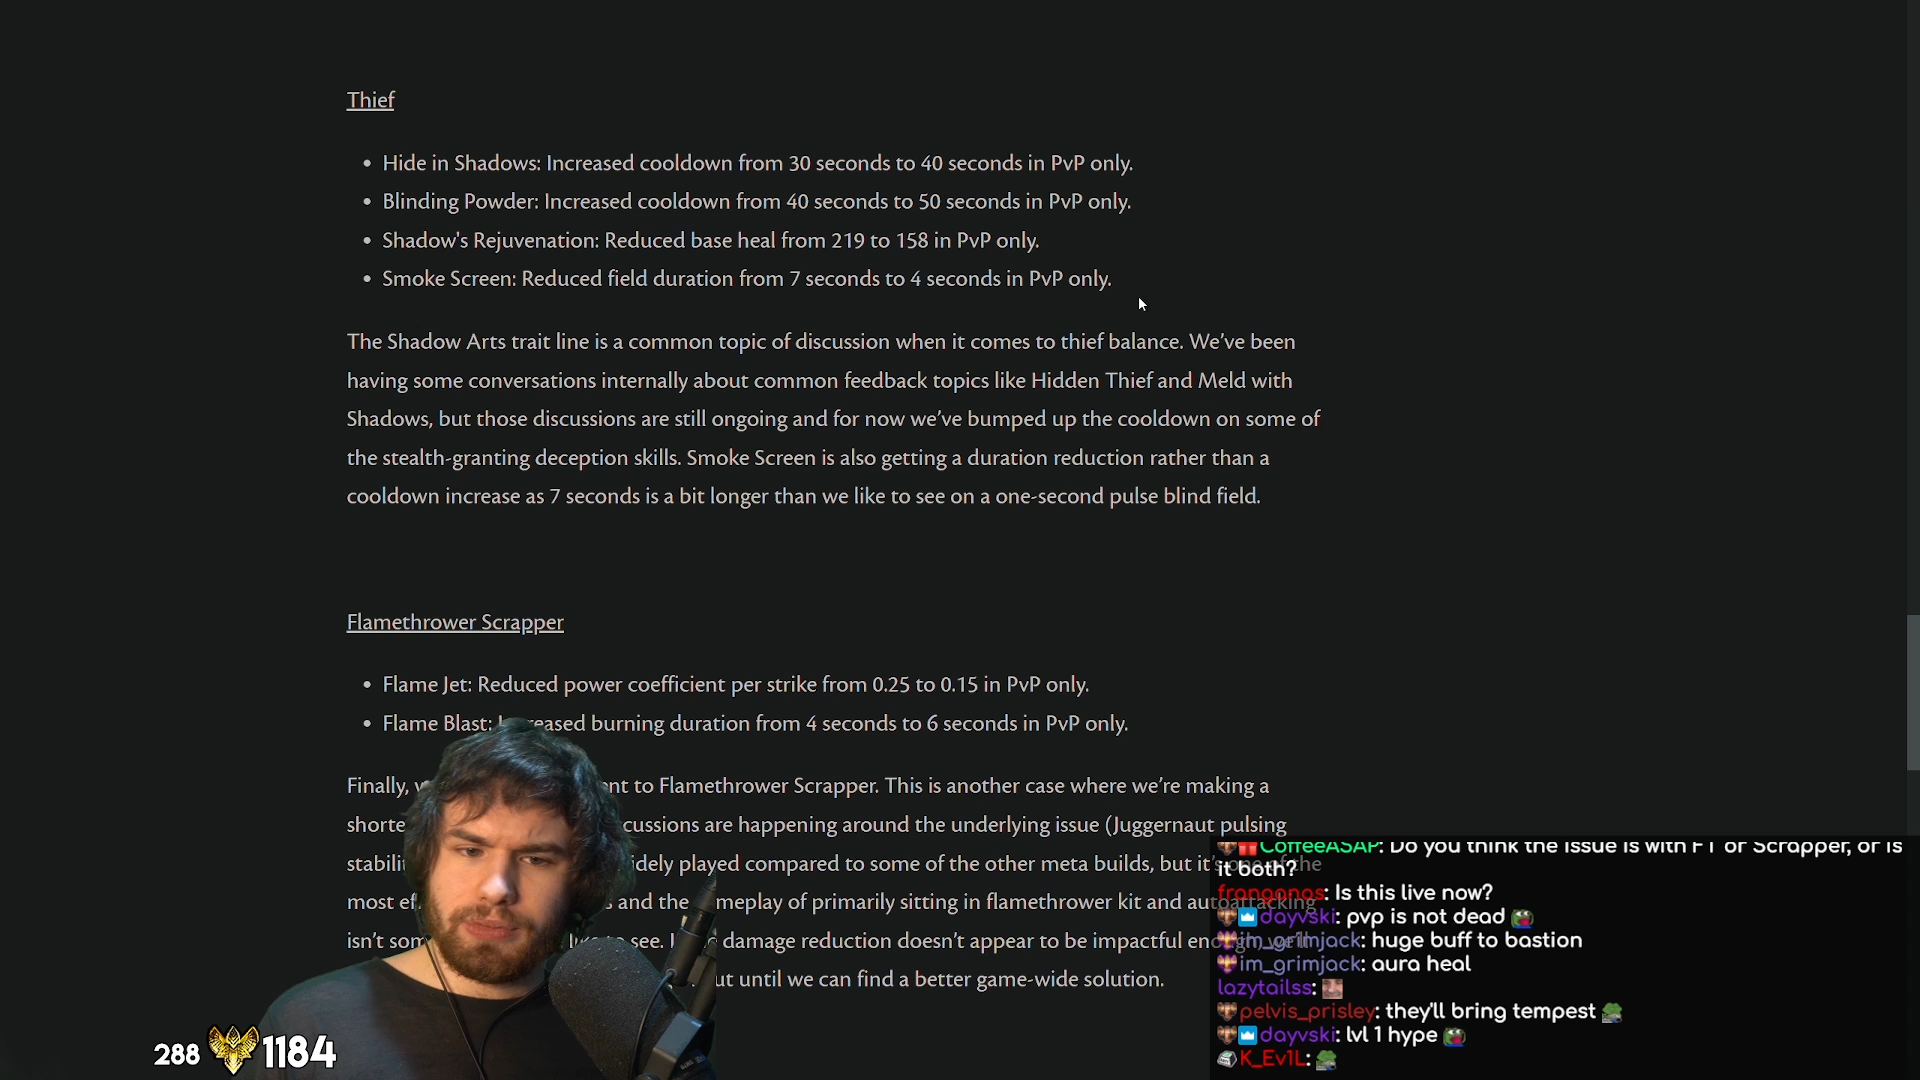 Thief
• Hide in Shadows: Increased cooldown from 30 seconds to 40 seconds in PvP only.
• Blinding Powder: Increased cooldown from 40 seconds to 50 seconds in PvP only.
• Shadow's Rejuvenation: Reduced base heal from 219 to 158 in PvP only.
• Smoke Screen: Reduced field duration from 7 seconds to 4 seconds in PvP only.
The Shadow Arts trait line is a common topic of discussion when it comes to thief balance. We've been
having some conversations internally about common feedback topics like Hidden Thief and Meld with
Shadows, but those discussions are still ongoing and for now we've bumped up the cooldown on some of
the stealth-granting deception skills. Smoke Screen is also getting a duration reduction rather than a
cooldown increase as 7 seconds is a bit longer than we like to see on a one-second pulse blind field.
Flamethrower Scrapper
• Flame Jet: Reduced power coefficient per strike from 0.25 to 0.15 in PvP only.
• Flame Blast: Increased burning duration from 4 seconds to 6 seconds in PvP only.
Finally, to Flamethrower Scrapper. This is another case where we're making a
are happening around the underlying issue (Juggernaut pulsing
played compared to some of the other meta builds, but it's one of the
most and the gameplay of primarily sitting in flamethrower kit and autoattacking
isn't see. damage reduction doesn't appear to be impactful
until we can find a better game-wide solution.
CoffeeASAP: Do you think the issue is with FT or Scrapper, or is
it both?
frangonos: Is this live now?
dayvski: pvp is not dead
im_grimjack: huge buff to bastion
im_grimjack: aura heal
lazytailss:
pelvis_prisley: they'll bring tempest
dayvski: lvl 1 hype
K_Ev1L:
288 1184